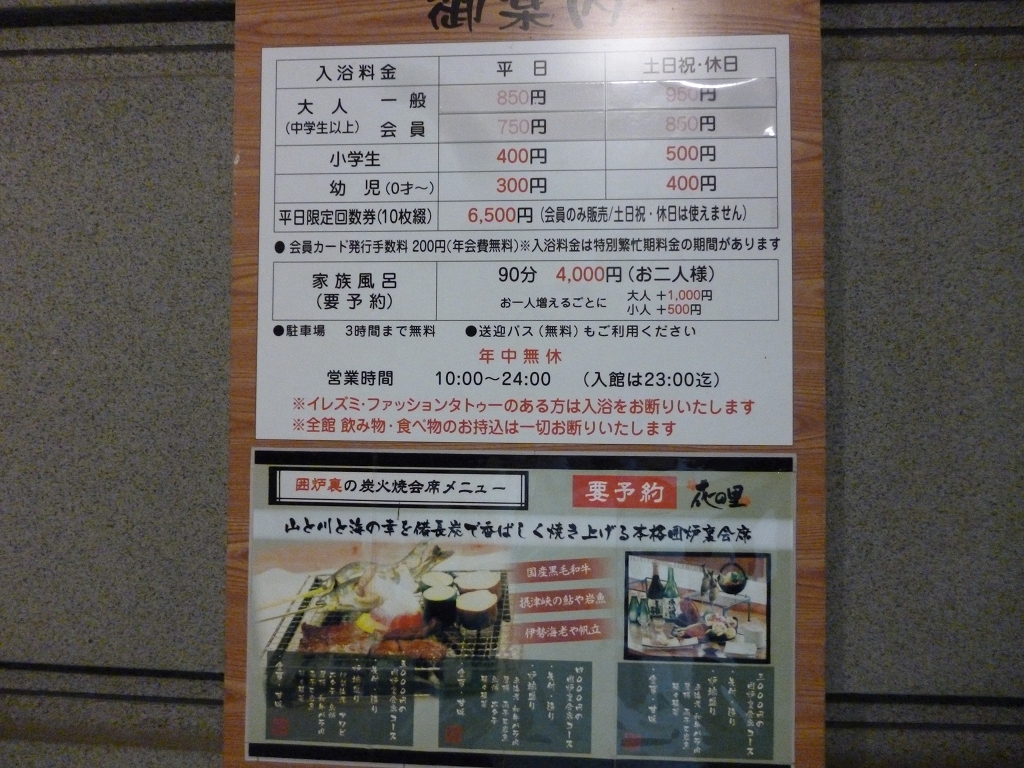 御案内
入浴料金 平日 土日祝・休日
大人 (中学生以上) 一般 850円 950円
会員 750円 850円
小学生 400円 500円
幼児(0才〜) 300円 400円
平日限定回数券(10枚綴) 6,500円(会員のみ販売/土日祝・休日は使えません)
●会員カード発行手数料 200円(年会費無料)※入浴料金は特別繁忙期料金の期間があります
家族風呂 (要予約) 90分 4,000円(お二人様)
お一人増えるごとに 大人 +1,000円
小人 +500円
●駐車場 3時間まで無料 ●送迎バス(無料)もご利用ください
年中無休
営業時間 10:00〜24:00 (入館は23:00迄)
※イレズミ・ファッションタトゥーのある方は入浴をお断りいたします
※全館 飲み物・食べ物のお持込は一切お断りいたします
囲炉裏の炭火焼会席メニュー 要予約 花の里
山と川と海の幸を備長炭で香ばしく焼き上げる本格囲炉裏会席
国産黒毛和牛
摂津峡の鮎や岩魚
伊勢海老や帆立